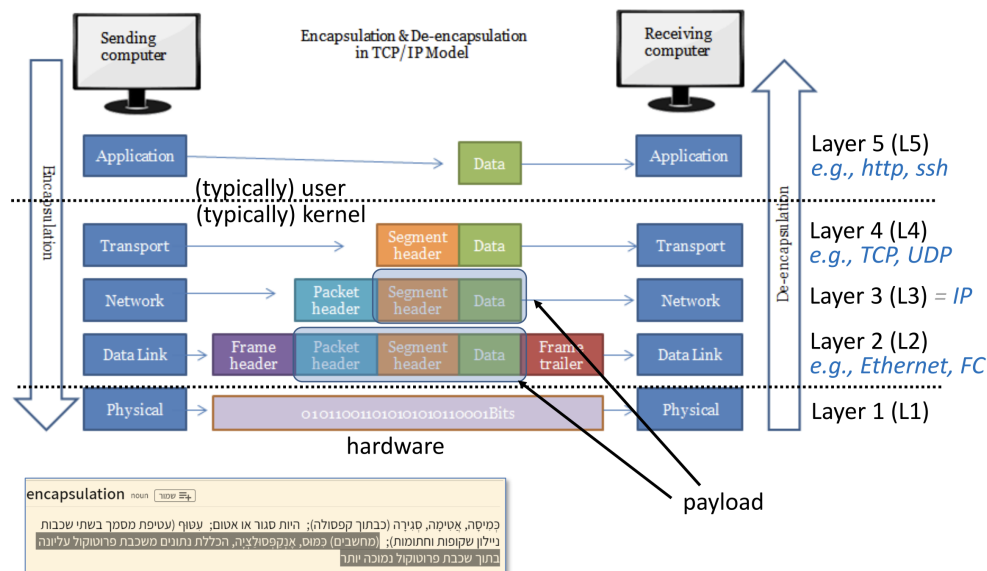 Sending
computer
Encapsulation & De-encapsulation
in TCP/IP Model
Receiving
computer
Encapsulation
De-encapsulation
Application
Data
Application
Layer 5 (L5)
e.g., http, ssh
(typically) user
(typically) kernel
Transport
Segment
header
Data
Transport
Layer 4 (L4)
e.g., TCP, UDP
Network
Packet
header
Segment
header
Data
Network
Layer 3 (L3) = IP
Data Link
Frame
header
Packet
header
Segment
header
Data
Frame
trailer
Data Link
Layer 2 (L2)
e.g., Ethernet, FC
Physical
0101100110101010110001Bits
Physical
Layer 1 (L1)
hardware
payload
encapsulation noun שמור
כְּמִיסָה, אֲטִימָה, סְגִירָה (כבתוך קפסולה); היות סגור או אטום; עִטּוּף (עטיפת מסמך בשתי שכבות
ניילון שקופות וחתומות); (מחשבים) כִּמּוּס, אֶנְקַפְּסוּלַצְיָה, הכללת נתונים משכבת פרוטוקול עליונה
בתוך שכבת פרוטוקול נמוכה יותר